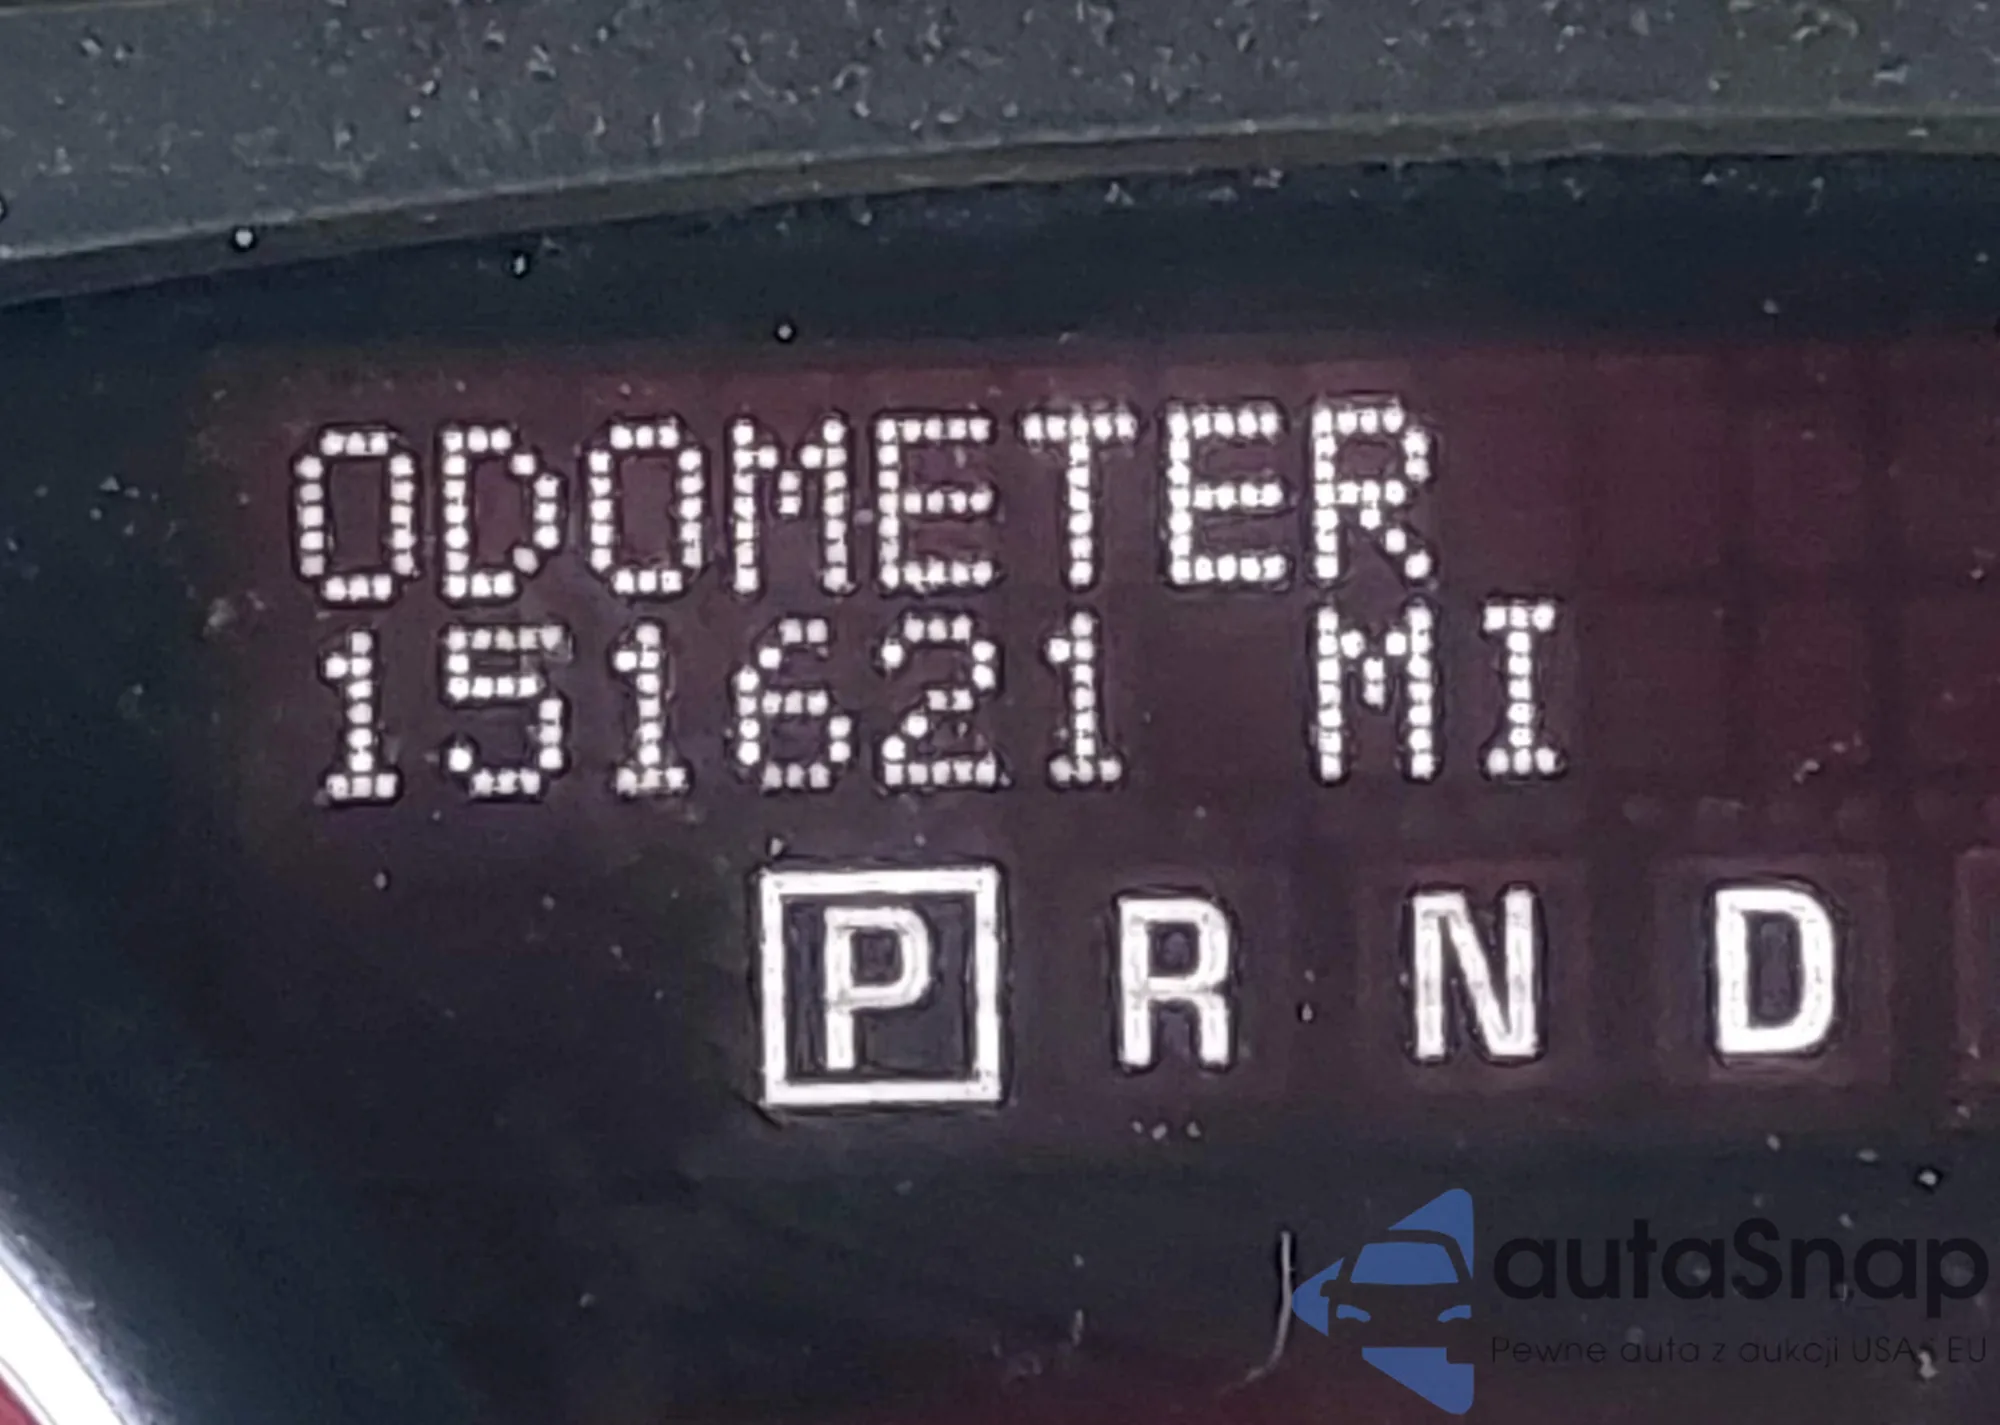 ODOMETER
151621 MI
P R N D
autaSnap
Pewne auta z aukcji USA i EU